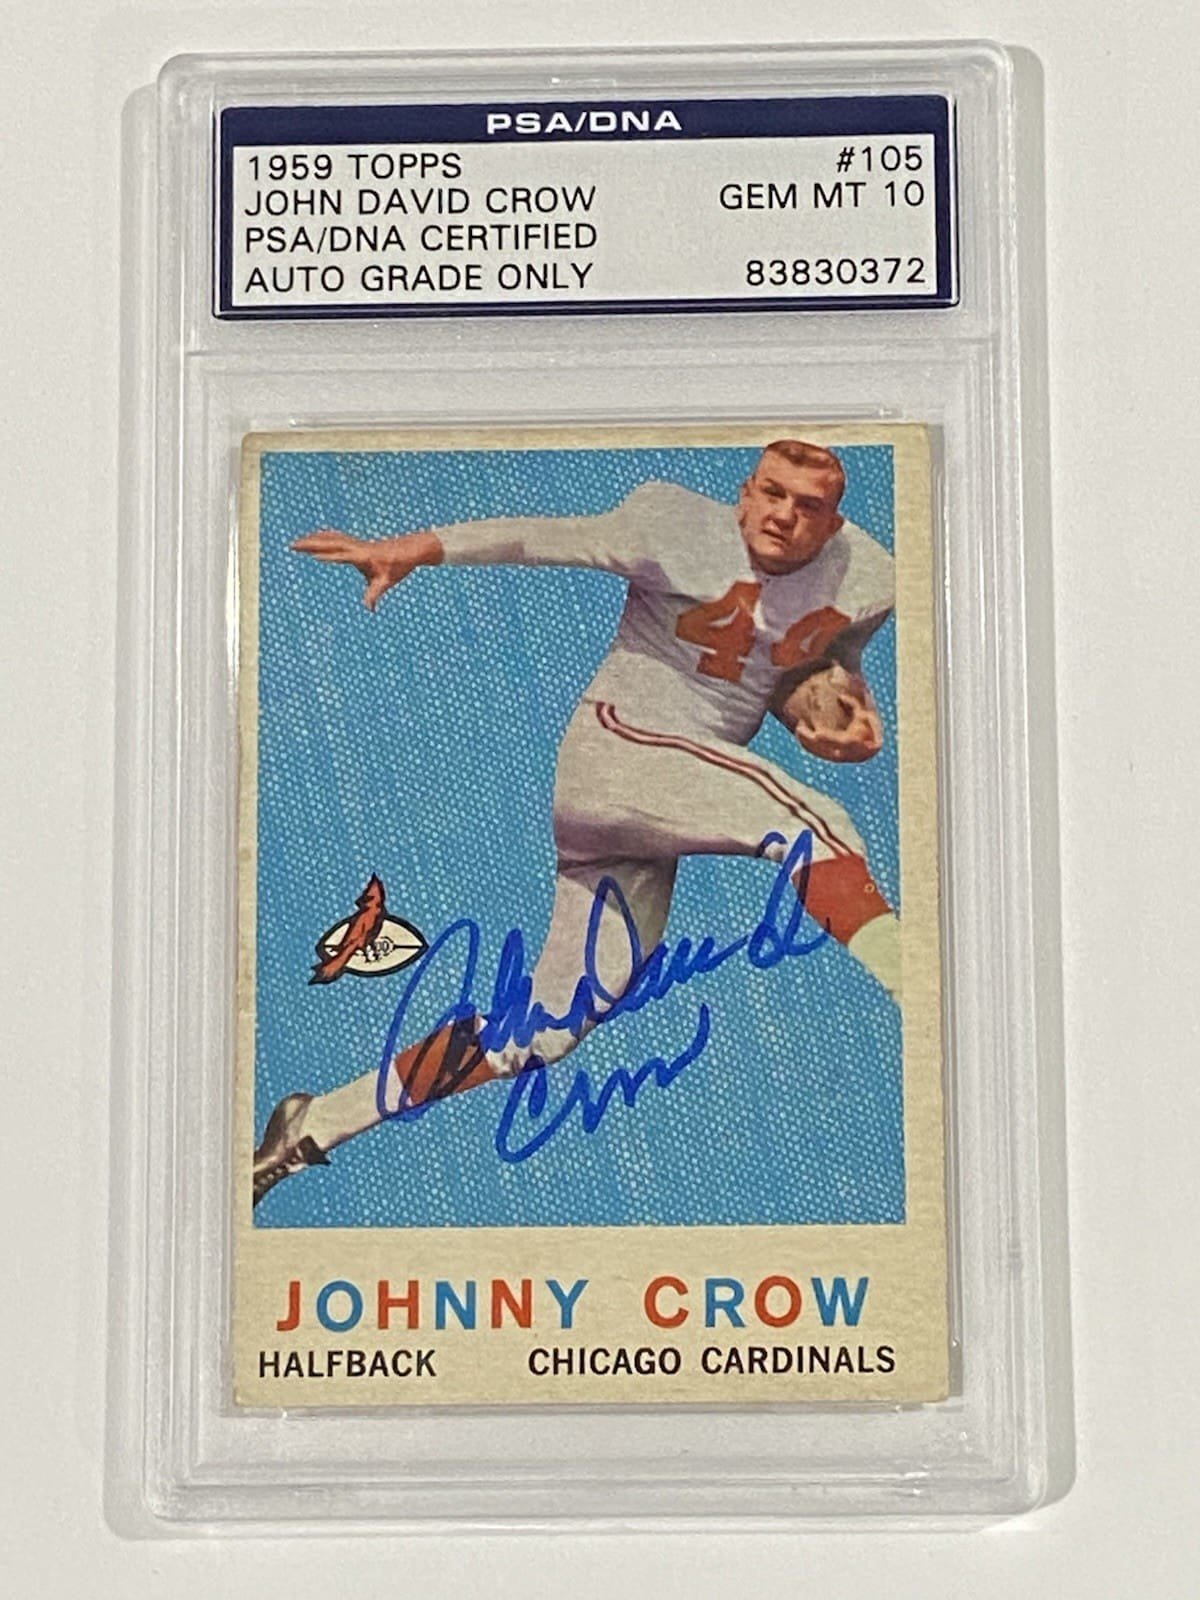 PSA/DNA
1959 TOPPS #105
JOHN DAVID CROW GEM MT 10
PSA/DNA CERTIFIED
AUTO GRADE ONLY 83830372
44
John David
Crow
JOHNNY CROW
HALFBACK CHICAGO CARDINALS